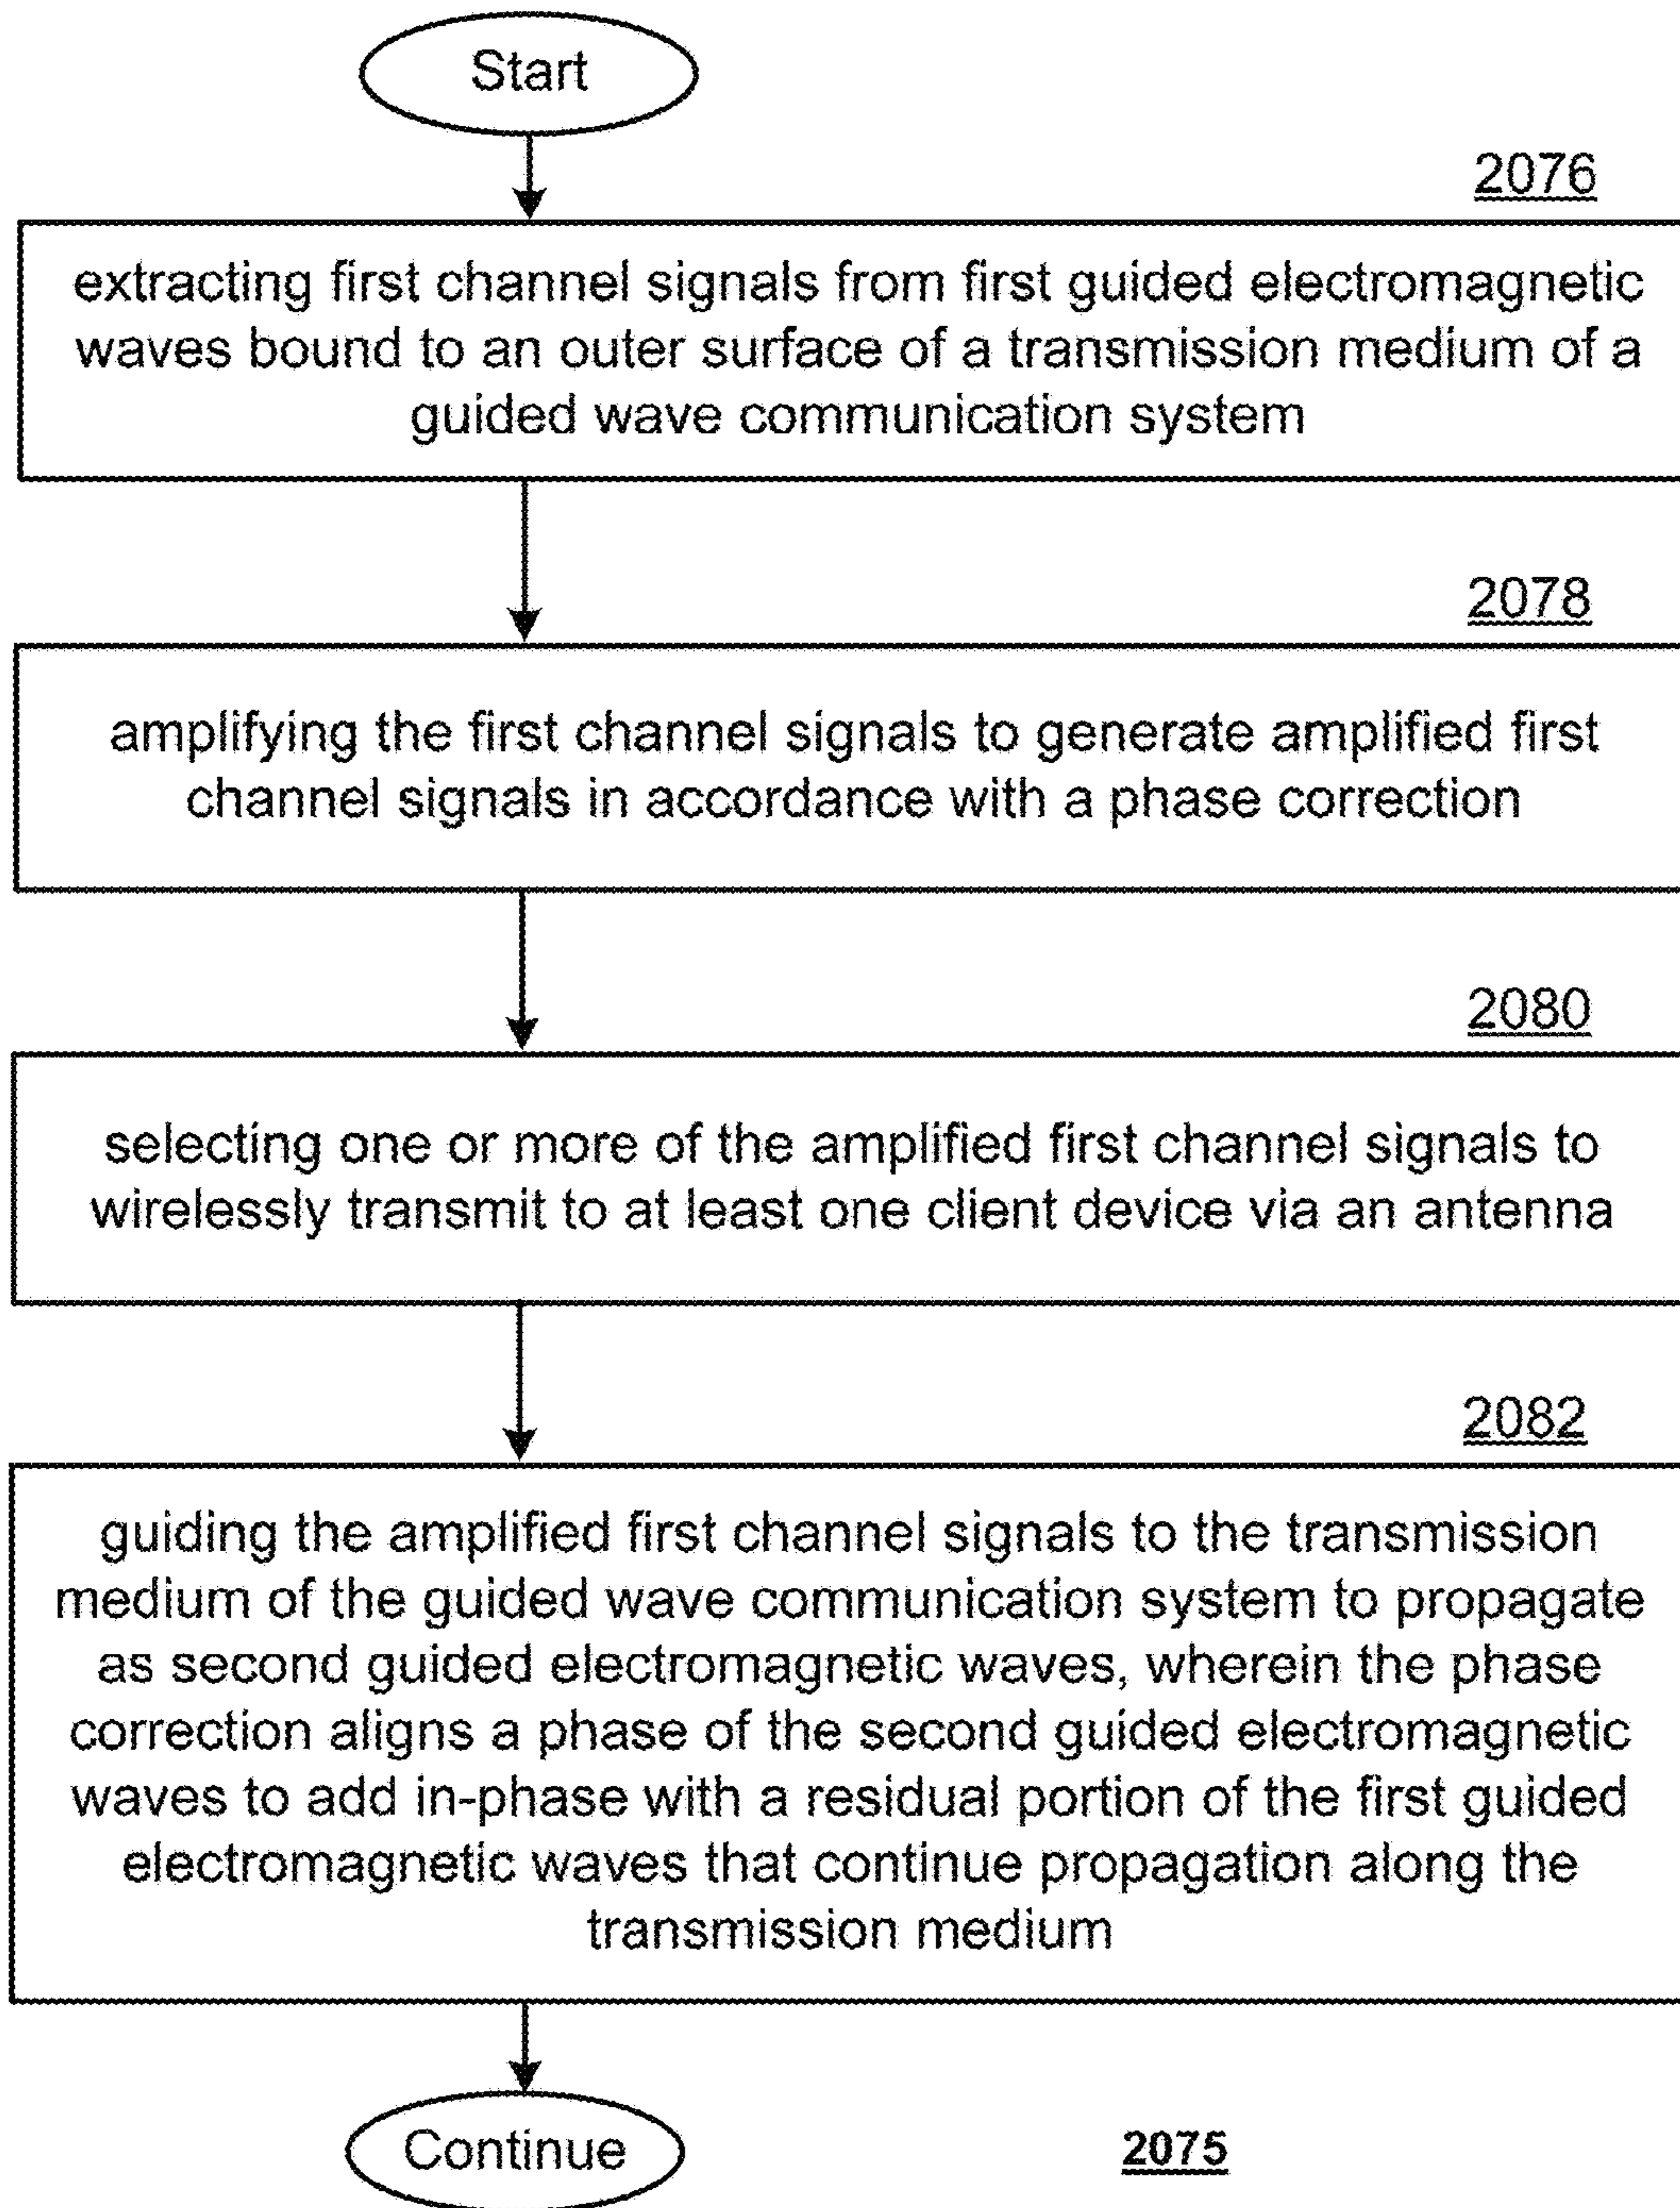 Start
2076
extracting first channel signals from first guided electromagnetic
waves bound to an outer surface of a transmission medium of a
guided wave communication system
2078
amplifying the first channel signals to generate amplified first
channel signals in accordance with a phase correction
2080
selecting one or more of the amplified first channel signals to
wirelessly transmit to at least one client device via an antenna
2082
guiding the amplified first channel signals to the transmission
medium of the guided wave communication system to propagate
as second guided electromagnetic waves, wherein the phase
correction aligns a phase of the second guided electromagnetic
waves to add in-phase with a residual portion of the first guided
electromagnetic waves that continue propagation along the
transmission medium
Continue
2075